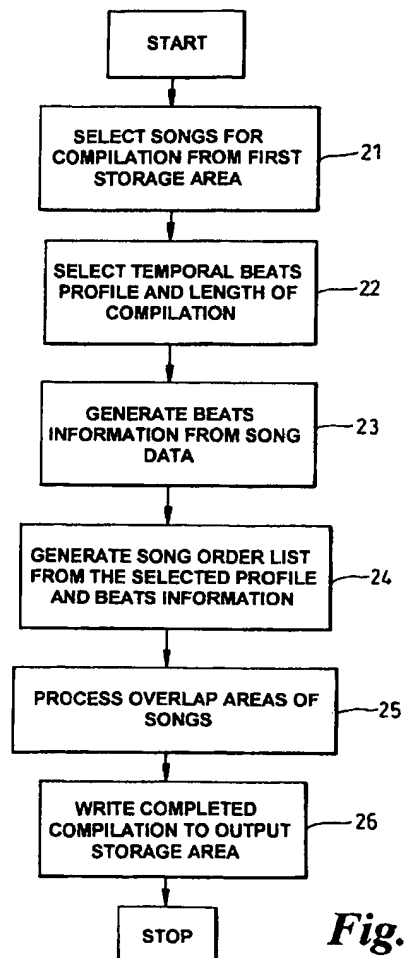 START
SELECT SONGS FOR
COMPILATION FROM FIRST
STORAGE AREA
21
SELECT TEMPORAL BEATS
PROFILE AND LENGTH OF
COMPILATION
22
GENERATE BEATS
INFORMATION FROM SONG
DATA
23
GENERATE SONG ORDER LIST
FROM THE SELECTED PROFILE
AND BEATS INFORMATION
24
PROCESS OVERLAP AREAS OF
SONGS
25
WRITE COMPLETED
COMPILATION TO OUTPUT
STORAGE AREA
26
STOP
Fig.